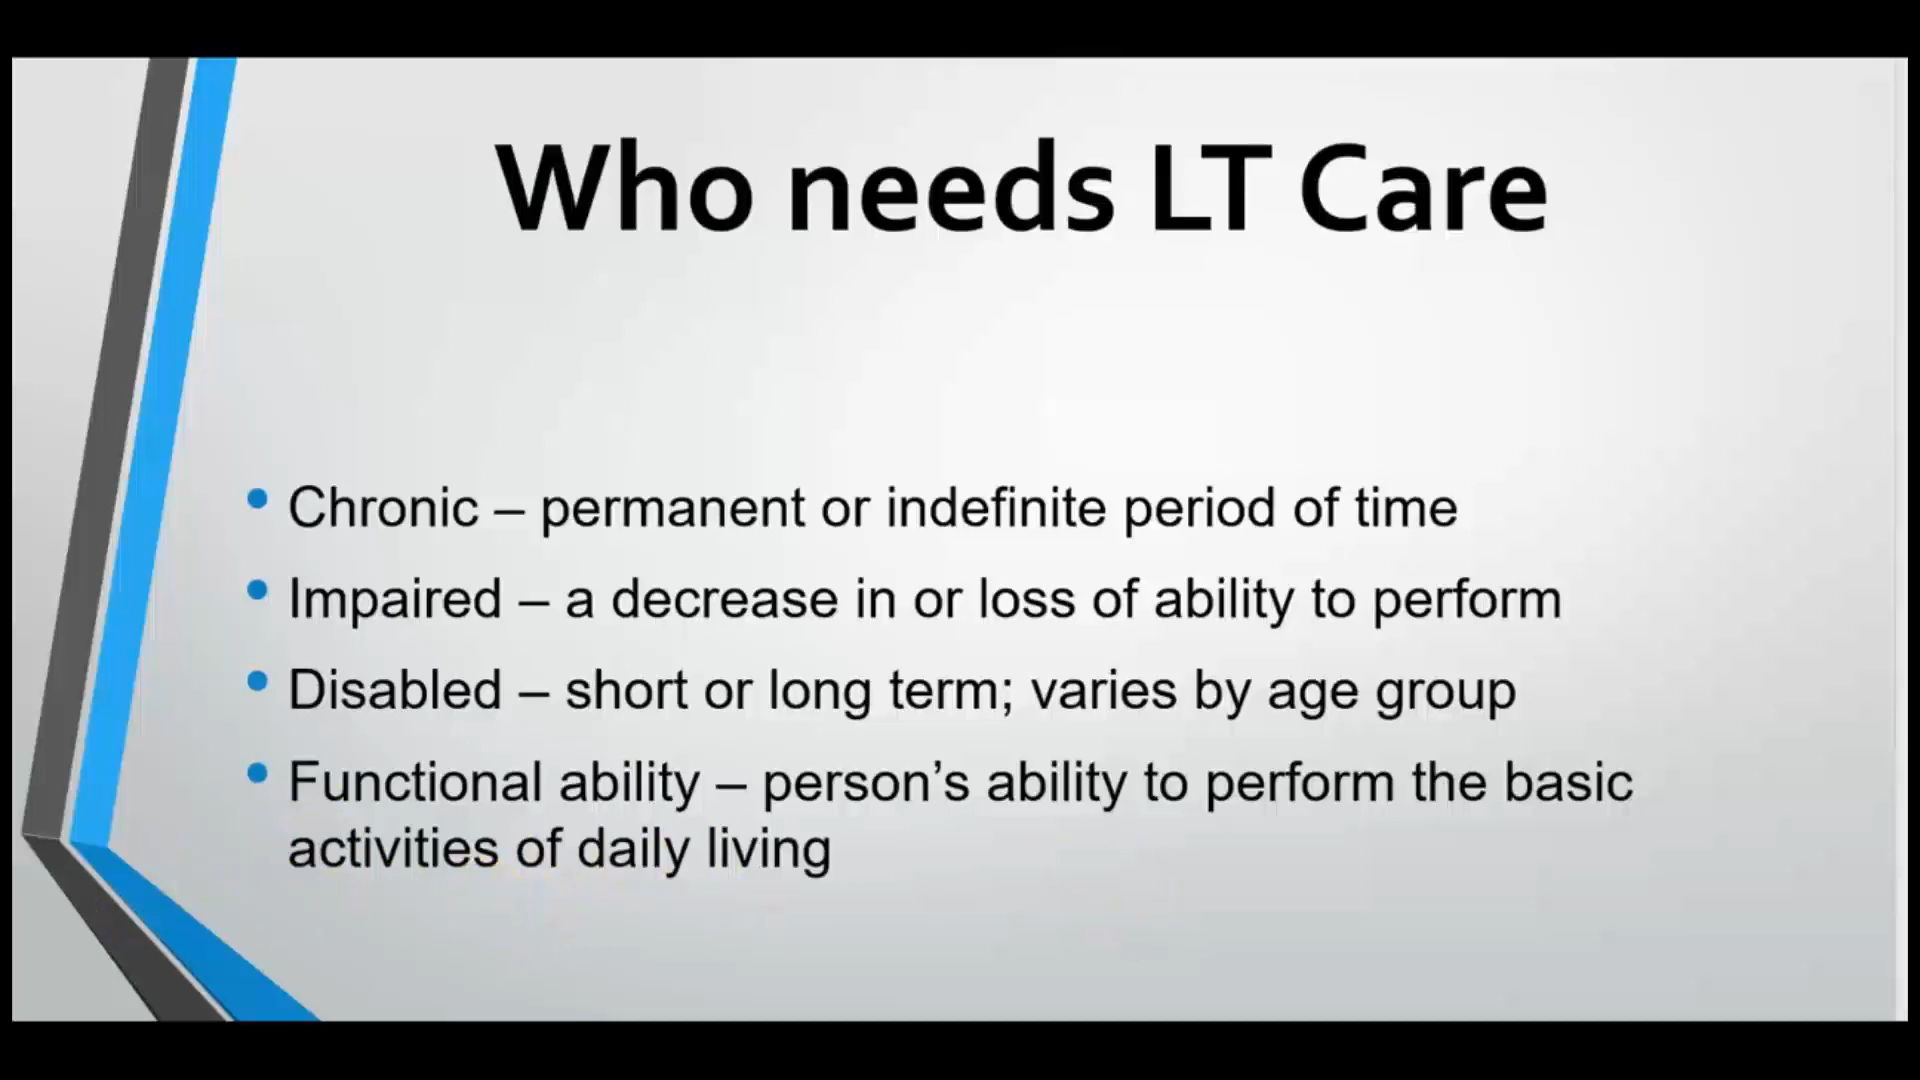 Who needs LT Care
• Chronic – permanent or indefinite period of time
• Impaired – a decrease in or loss of ability to perform
• Disabled – short or long term; varies by age group
• Functional ability – person’s ability to perform the basic
activities of daily living